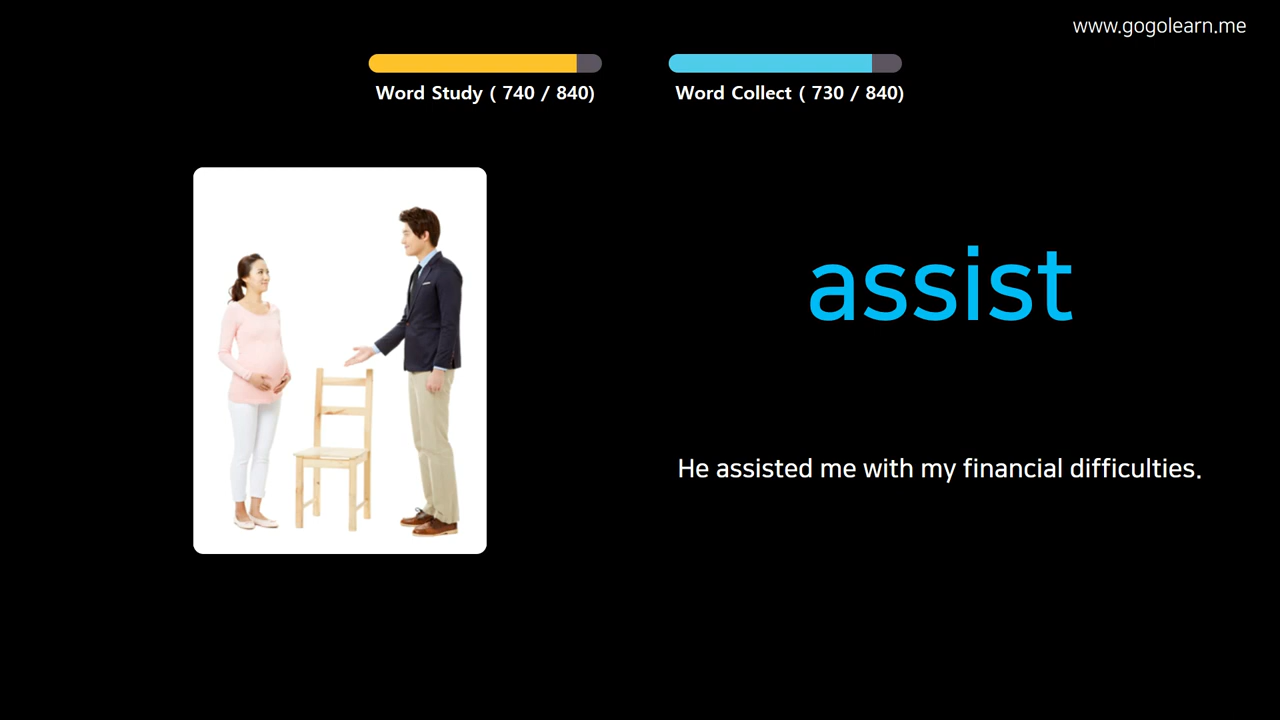 www.gogolearn.me
Word Study ( 740 / 840)
Word Collect ( 730 / 840)
assist
He assisted me with my financial difficulties.